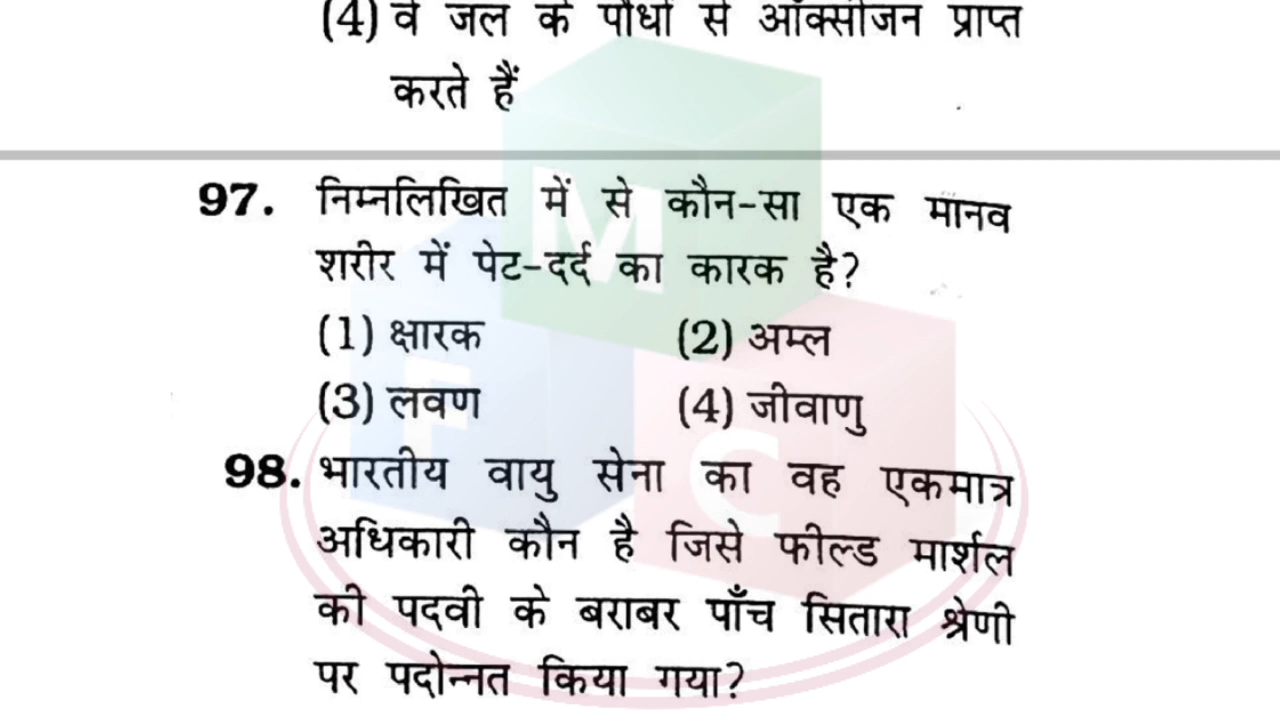 (4) वे जल के पौधों से ऑक्सीजन प्राप्त
करते हैं
97. निम्नलिखित में से कौन-सा एक मानव
शरीर में पेट-दर्द का कारक है?
(1) क्षारक (2) अम्ल
(3) लवण (4) जीवाणु
98. भारतीय वायु सेना का वह एकमात्र
अधिकारी कौन है जिसे फील्ड मार्शल
की पदवी के बराबर पाँच सितारा श्रेणी
पर पदोन्नत किया गया?
M
F
C